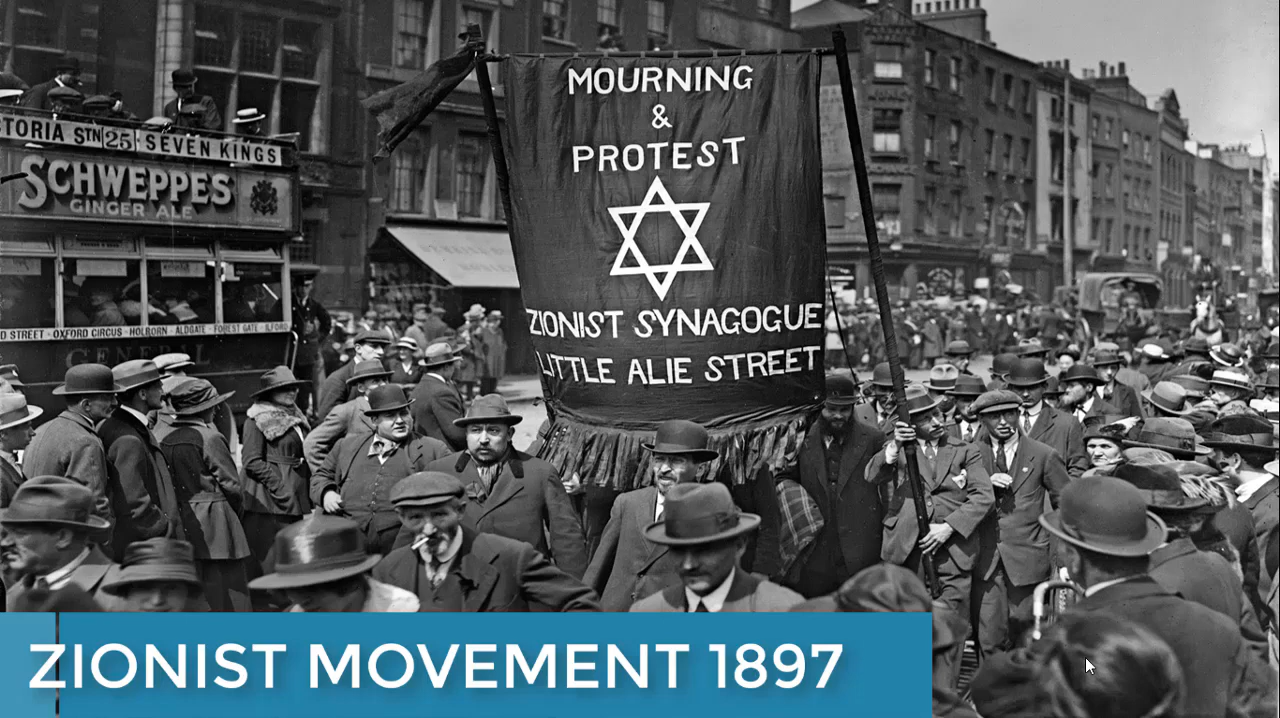 MOURNING
&
PROTEST
ZIONIST SYNAGOGUE
LITTLE ALIE STREET
TORIA STN 25 SEVEN KINGS
SCHWEPPES
GINGER ALE
D STREET - OXFORD CIRCUS - HOLBORN - ALDGATE - FOREST GATE - ILFORD
GENERAL
ZIONIST MOVEMENT 1897